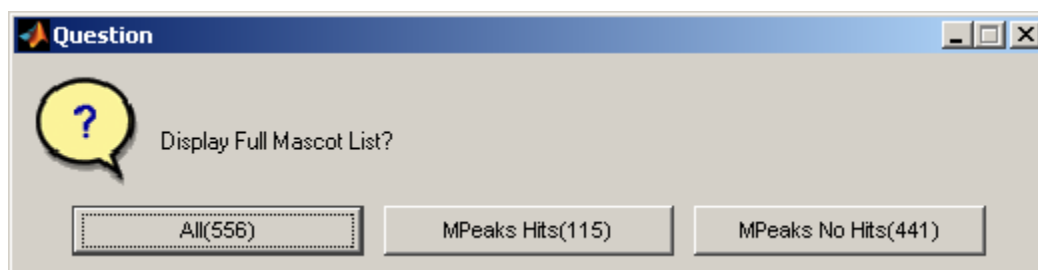 Question
?
Display Full Mascot List?
All(556) MPeaks Hits(115) MPeaks No Hits(441)